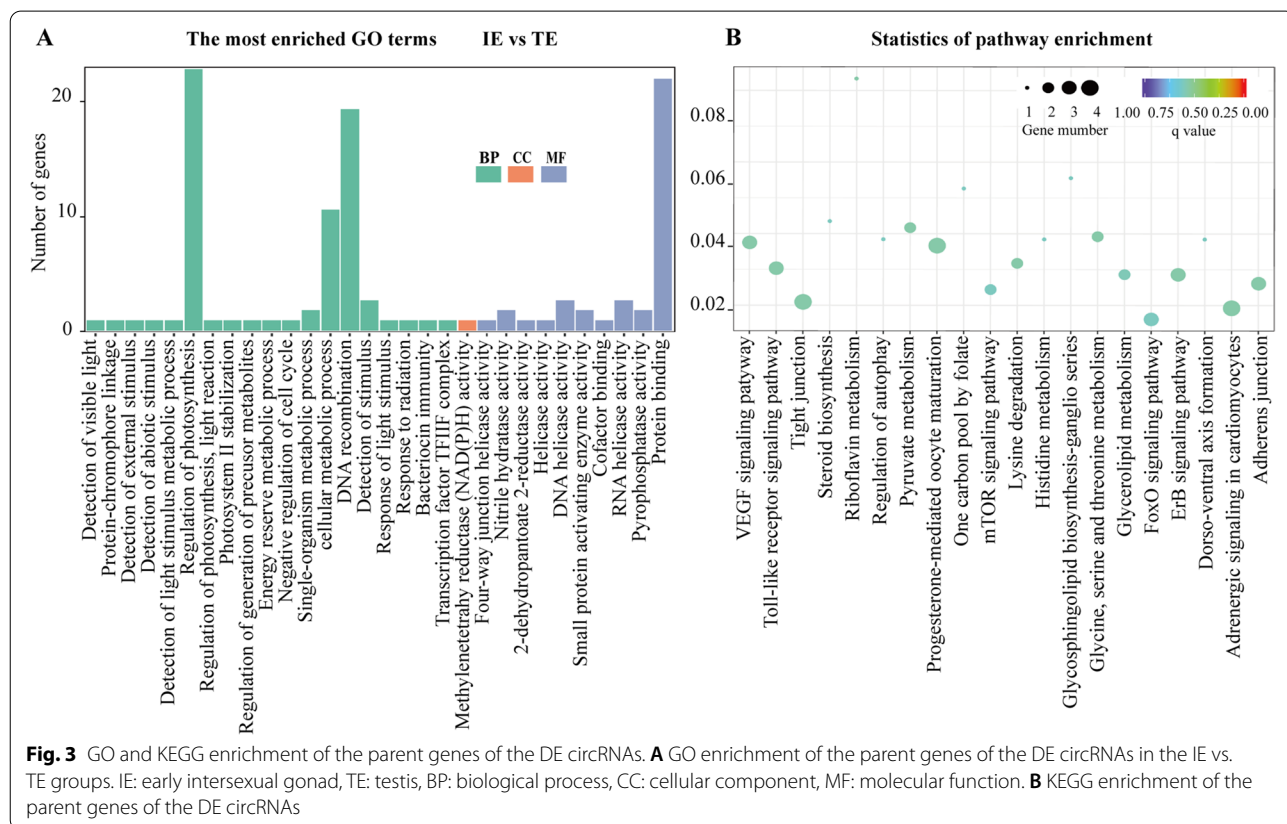 A
The most enriched GO terms IE vs TE
Number of genes
20
10
0
BP CC MF
Detection of visible light.
Protein-chromophore linkage.
Detection of external stimulus.
Detection of abiotic stimulus.
Detection of light stimulus metabolic process.
Regulation of photosynthesis.
Regulation of photosynthesis, light reaction.
Photosystem II stabilization.
Regulation of generation of precusor metabolites.
Energy reserve metabolic process.
Negative regulation of cell cycle.
Single-organism metabolic process.
cellular metabolic process.
DNA recombination.
Detection of stimulus.
Response of light stimulus.
Response to radiation.
Bacteriocin immunity.
Transcription factor TFIIF complex.
Methylenetetrahy reductase (NAD(P)H) activity.
Four-way junction helicase activity.
Nitrile hydratase activity.
2-dehydropantoate 2-reductase activity.
Helicase activity.
DNA helicase activity.
Small protein activating enzyme activity.
Cofactor binding.
RNA helicase activity.
Pyrophosphatase activity.
Protein binding.
B
Statistics of pathway enrichment
0.08
0.06
0.04
0.02
1 2 3 4
Gene mumber
1.00 0.75 0.50 0.25 0.00
q value
VEGF signaling patyway
Toll-like receptor signaling pathway
Tight junction
Steroid biosynthesis
Riboflavin metabolism
Regulation of autophay
Pyruvate metabolism
Progesterone-mediated oocyte maturation
One carbon pool by folate
mTOR signaling pathway
Lysine degradation
Histidine metabolism
Glycosphingolipid biosynthesis-ganglio series
Glycine, serine and threonine metabolism
Glycerolipid metabolism
FoxO signaling pathway
ErB signaling pathway
Dorso-ventral axis formation
Adrenergic signaling in cardiomyocytes
Adherens junction
Fig. 3 GO and KEGG enrichment of the parent genes of the DE circRNAs. A GO enrichment of the parent genes of the DE circRNAs in the IE vs.
TE groups. IE: early intersexual gonad, TE: testis, BP: biological process, CC: cellular component, MF: molecular function. B KEGG enrichment of the
parent genes of the DE circRNAs